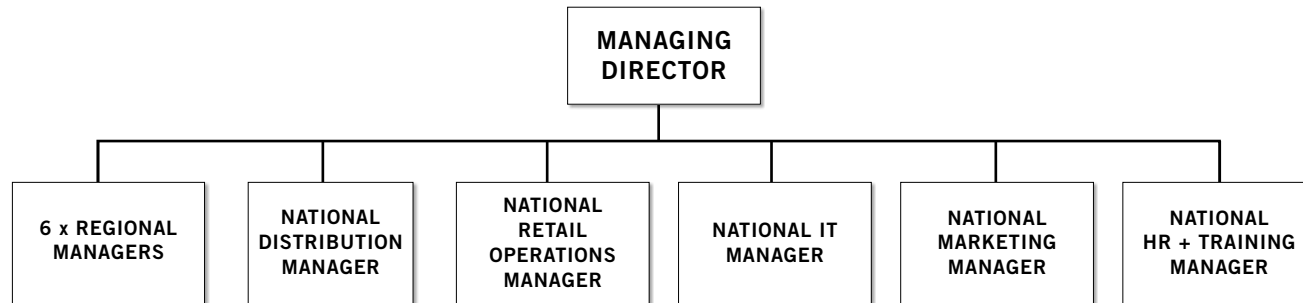 MANAGING
DIRECTOR
6 x REGIONAL
MANAGERS
NATIONAL
DISTRIBUTION
MANAGER
NATIONAL
RETAIL
OPERATIONS
MANAGER
NATIONAL IT
MANAGER
NATIONAL
MARKETING
MANAGER
NATIONAL
HR + TRAINING
MANAGER